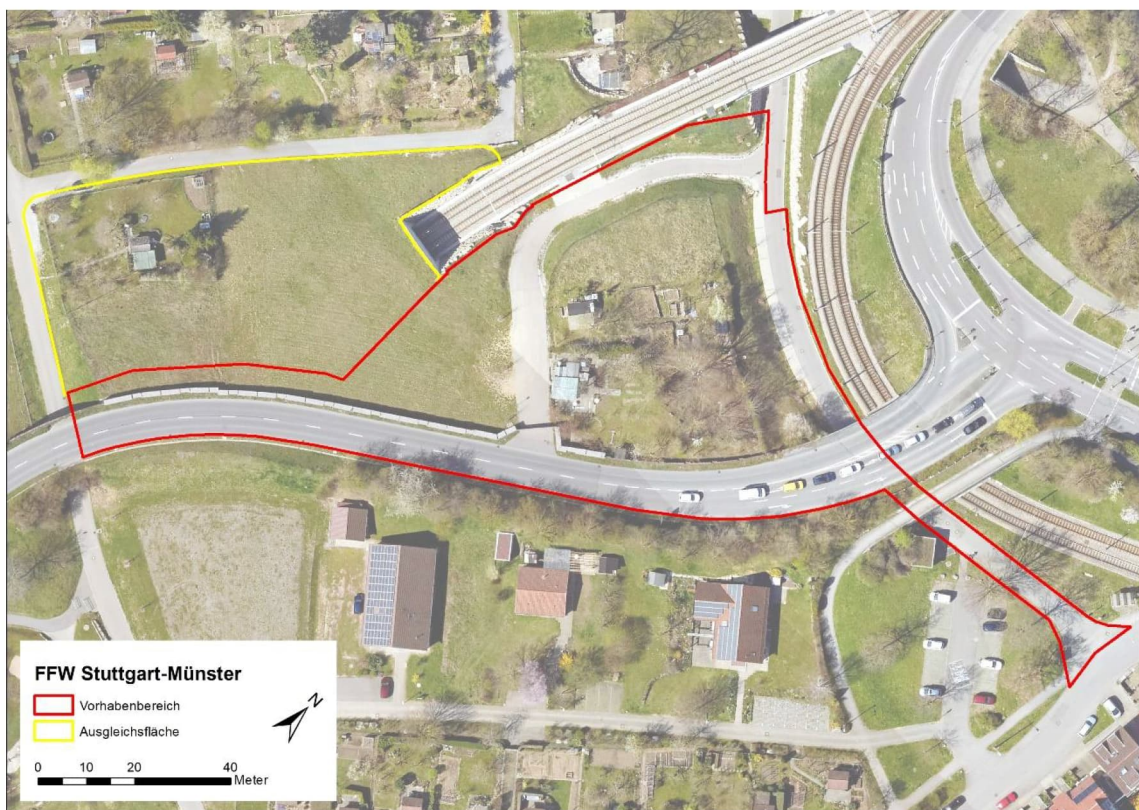 FFW Stuttgart-Münster
Vorhabenbereich
Ausgleichsfläche
N
0 10 20 40
Meter